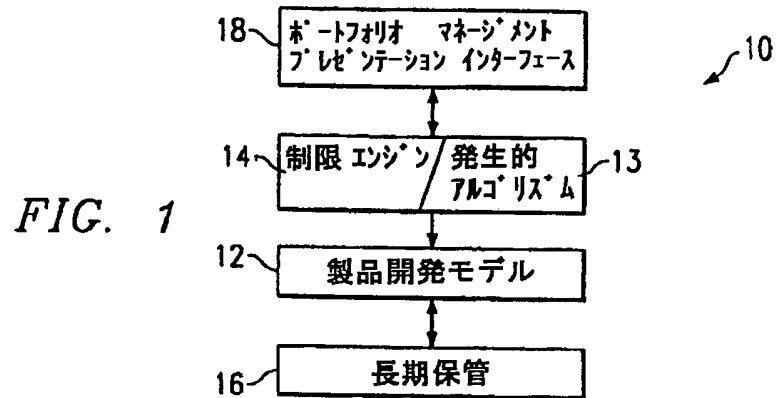 18
ポートフォリオ マネージメント
プレゼンテーション インターフェース
10
14
制限 エンジン
発生的
アルゴリズム
13
FIG. 1
12
製品開発モデル
16
長期保管